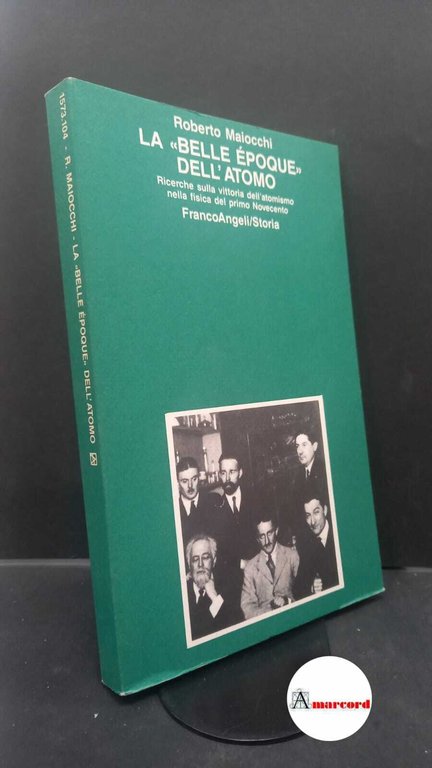 Roberto Maiocchi
LA «BELLE ÉPOQUE»
DELL'ATOMO
Ricerche sulla vittoria dell'atomismo
nella fisica del primo Novecento
FrancoAngeli/Storia
1573.104 - R. MAIOCCHI - LA «BELLE ÉPOQUE» DELL'ATOMO
Amarcord